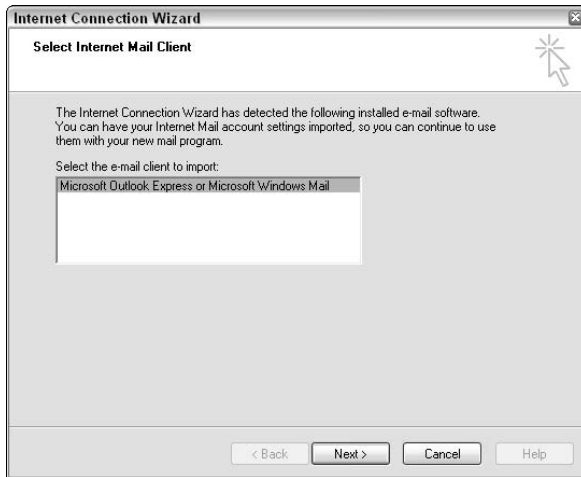 Internet Connection Wizard
Select Internet Mail Client
The Internet Connection Wizard has detected the following installed e-mail software.
You can have your Internet Mail account settings imported, so you can continue to use
them with your new mail program.
Select the e-mail client to import:
Microsoft Outlook Express or Microsoft Windows Mail
< Back Next > Cancel Help